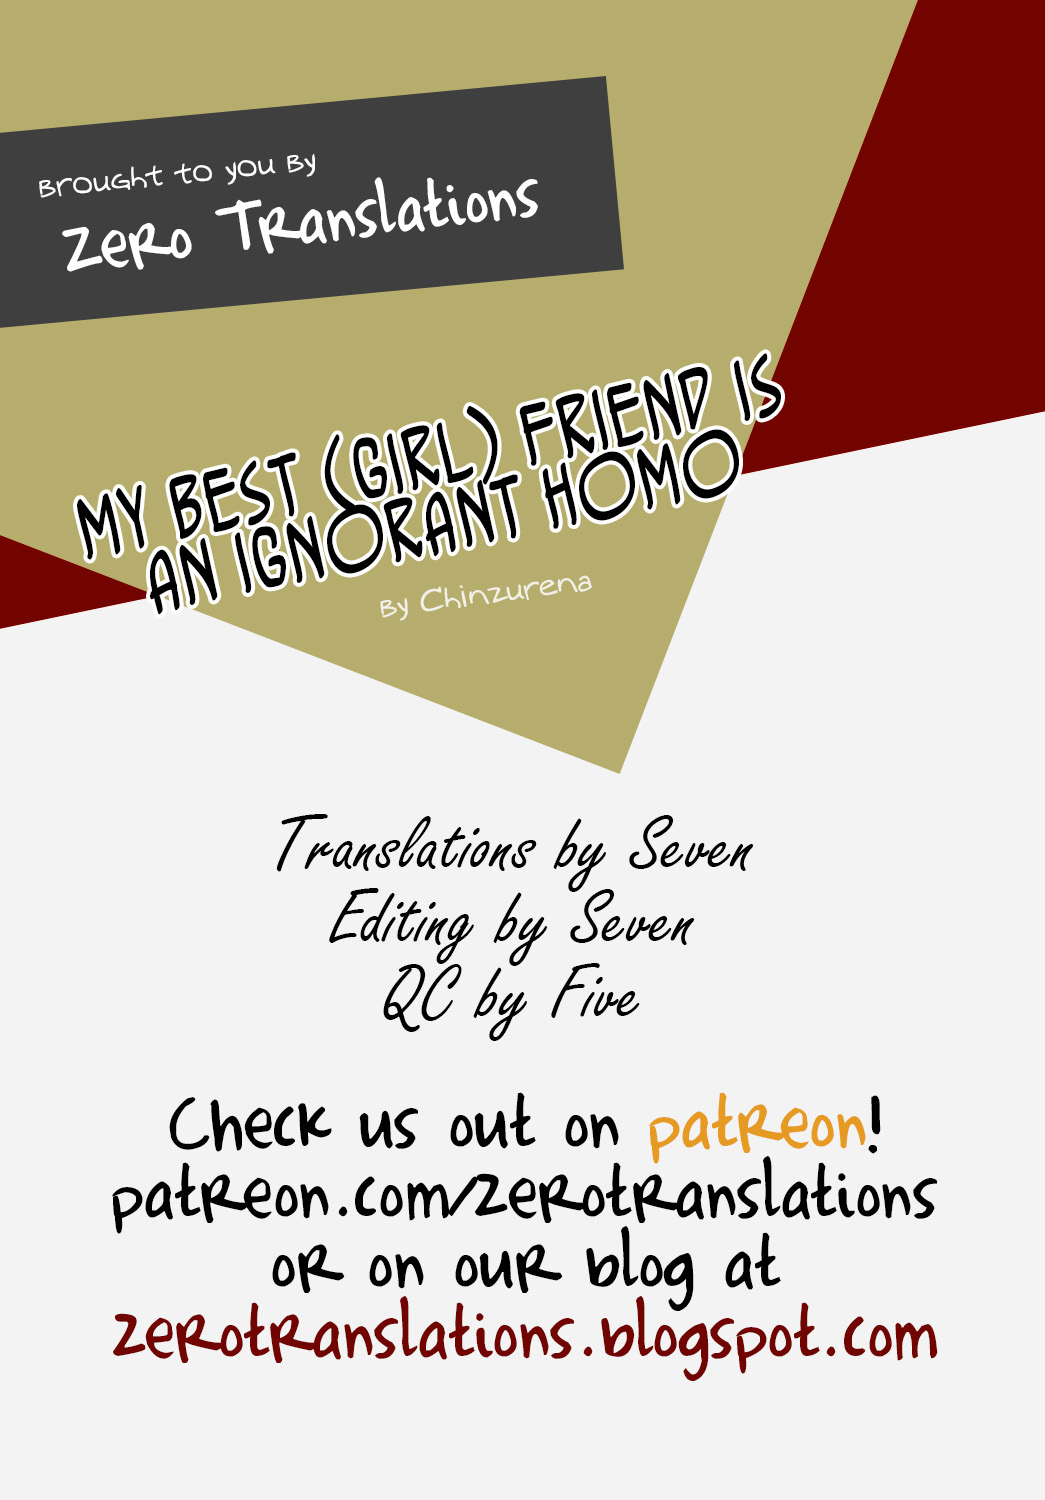 Brought to you by
Zero Translations
MY BEST (GIRL) FRIEND IS
AN IGNORANT HOMO
By Chinzurena
Translations by Seven
Editing by Seven
QC by Five
Check us out on patreon!
patreon.com/zerotranslations
or on our blog at
zerotranslations.blogspot.com